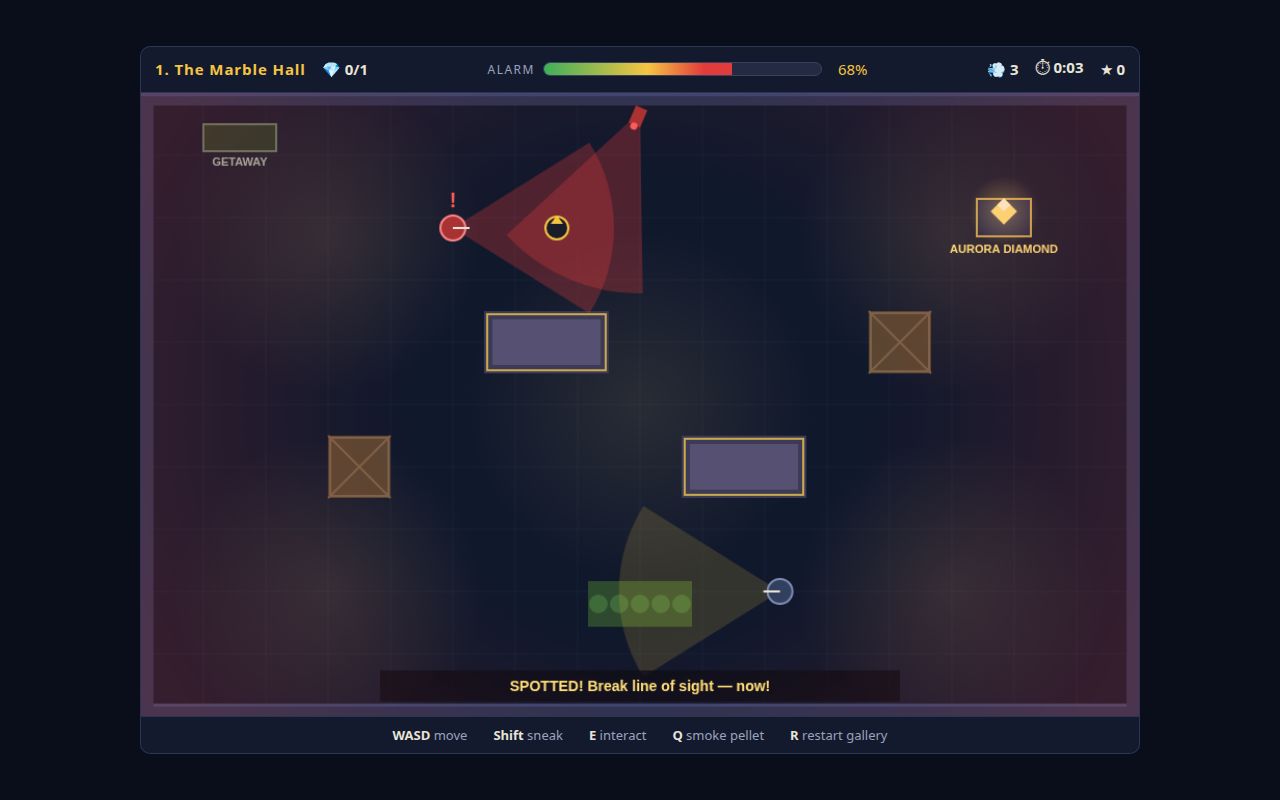 1. The Marble Hall 💎 0/1 ALARM 68% 💨 3 ⏱ 0:03 ★ 0
GETAWAY
!
AURORA DIAMOND
SPOTTED! Break line of sight — now!
WASD move Shift sneak E interact Q smoke pellet R restart gallery